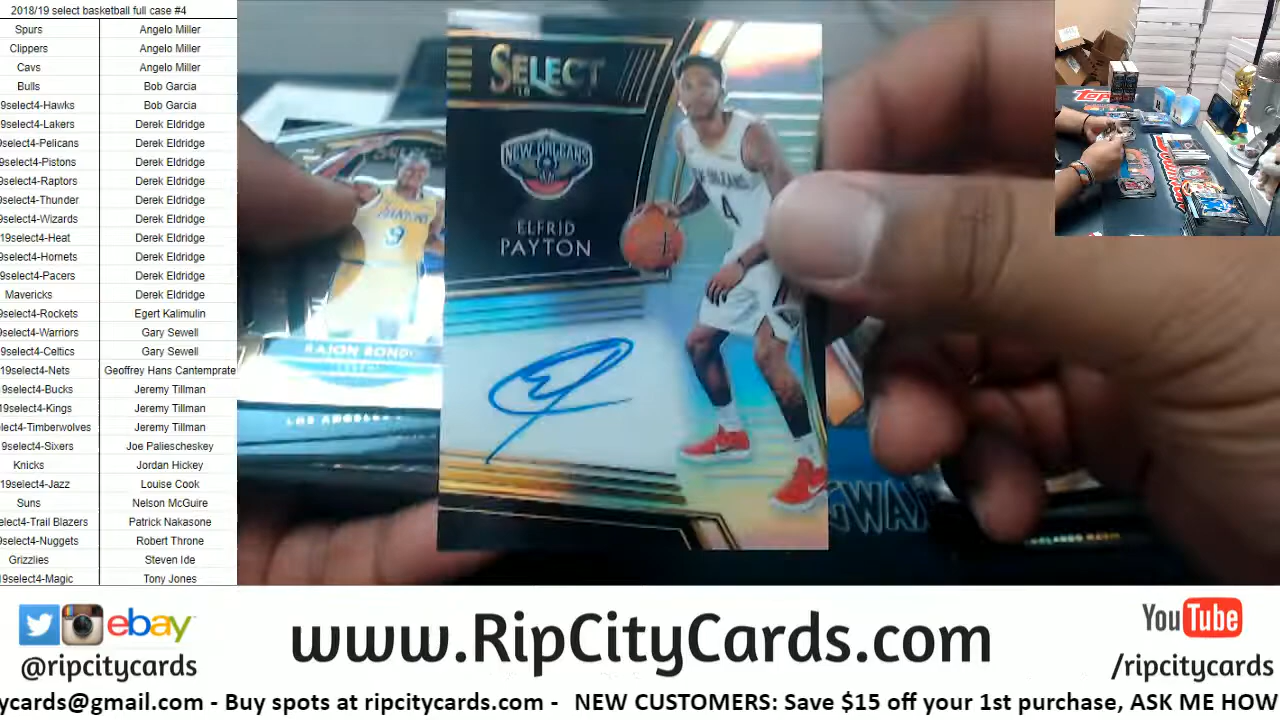 2018/19 select basketball full case #4
Spurs Angelo Miller
Clippers Angelo Miller
Cavs Angelo Miller
Bulls Bob Garcia
9select4-Hawks Bob Garcia
9select4-Lakers Derek Eldridge
9select4-Pelicans Derek Eldridge
9select4-Pistons Derek Eldridge
9select4-Raptors Derek Eldridge
9select4-Thunder Derek Eldridge
9select4-Wizards Derek Eldridge
19select4-Heat Derek Eldridge
9select4-Hornets Derek Eldridge
19select4-Pacers Derek Eldridge
Mavericks Derek Eldridge
9select4-Rockets Egert Kalimulin
9select4-Warriors Gary Sewell
9select4-Celtics Gary Sewell
19select4-Nets Geoffrey Hans Cantemprate
9select4-Bucks Jeremy Tillman
9select4-Kings Jeremy Tillman
elect4-Timberwolves Jeremy Tillman
9select4-Sixers Joe Paliescheskey
Knicks Jordan Hickey
19select4-Jazz Louise Cook
Suns Nelson McGuire
elect4-Trail Blazers Patrick Nakasone
9select4-Nuggets Robert Throne
Grizzlies Steven Ide
19select4-Magic Tony Jones
SELECT
NEW ORLEANS
ELFRID
PAYTON
4
9
RAJON RONDO
LOS ANGELES
ORLANDO MAGIC
ebay
@ripcitycards
www.RipCityCards.com
YouTube
/ripcitycards
ycards@gmail.com - Buy spots at ripcitycards.com - NEW CUSTOMERS: Save $15 off your 1st purchase, ASK ME HOW